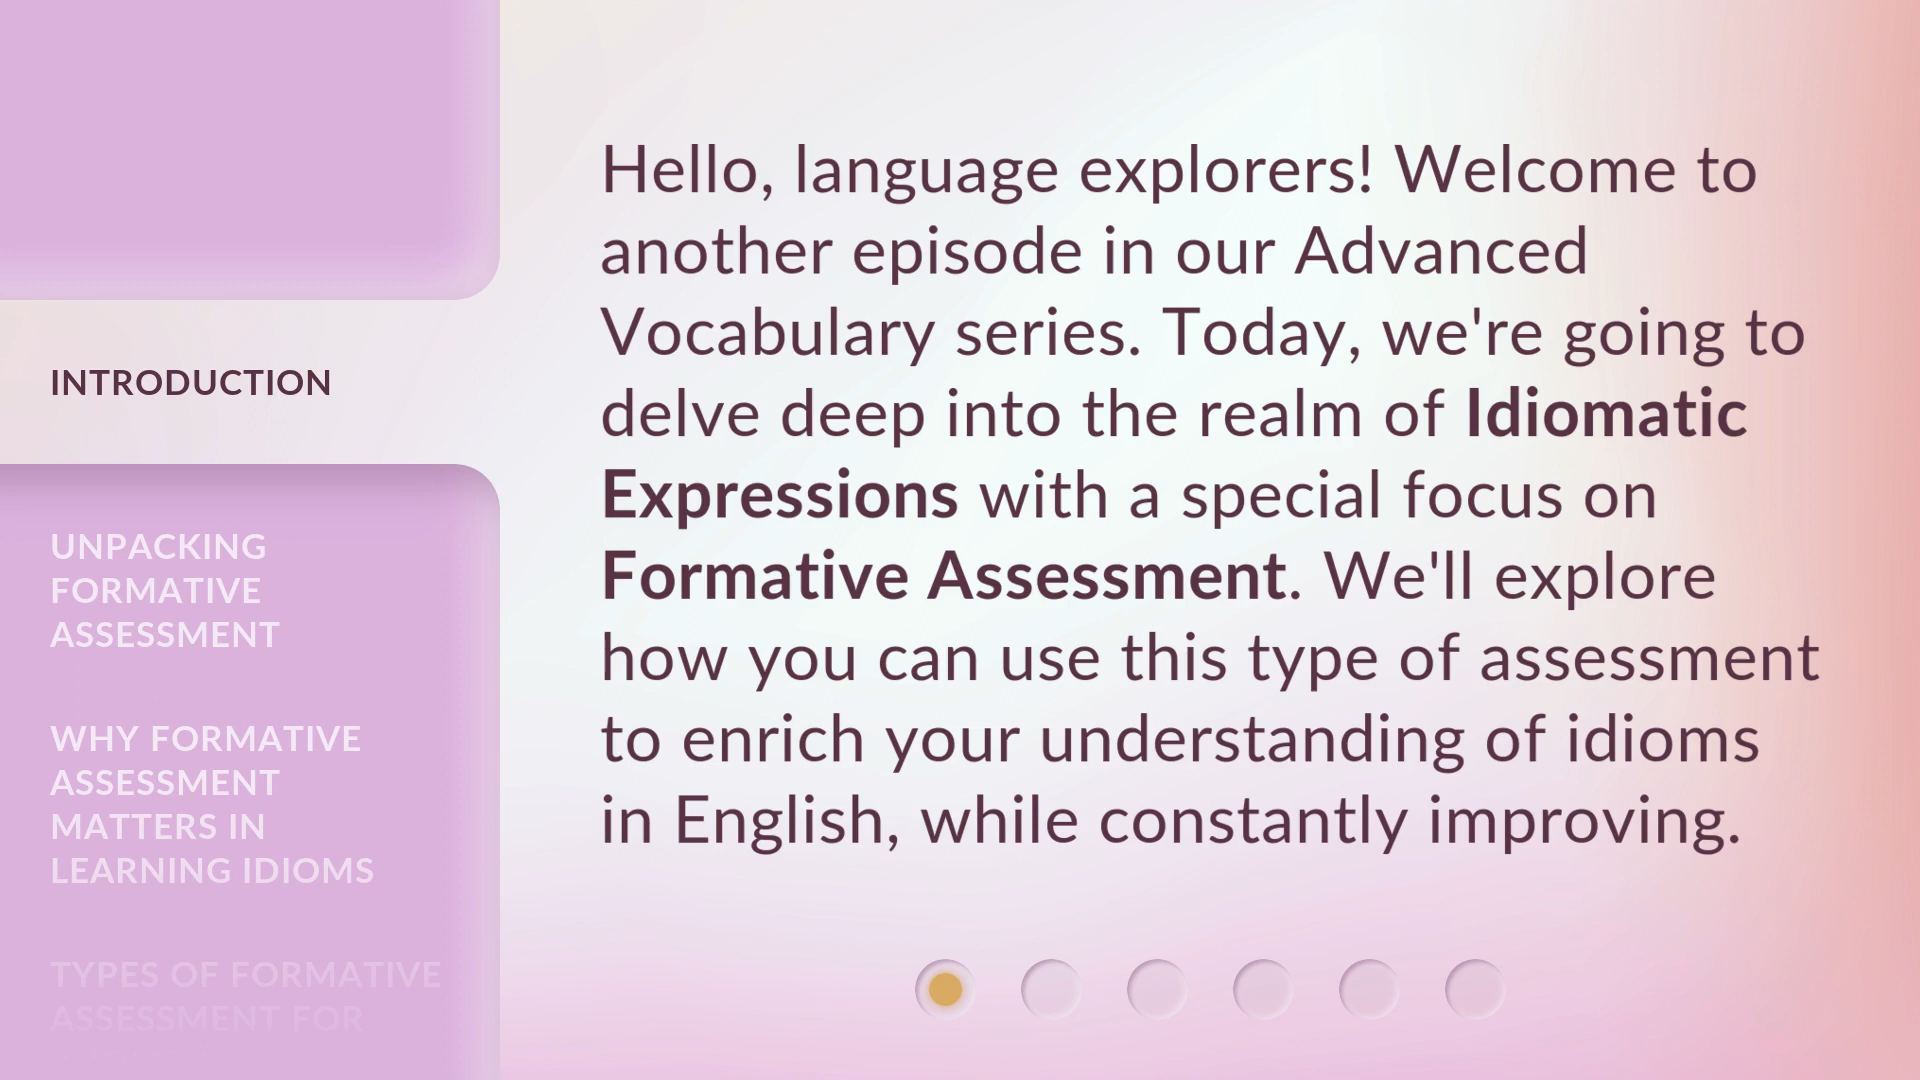 INTRODUCTION
UNPACKING
FORMATIVE
ASSESSMENT
WHY FORMATIVE
ASSESSMENT
MATTERS IN
LEARNING IDIOMS
TYPES OF FORMATIVE
ASSESSMENT FOR
Hello, language explorers! Welcome to
another episode in our Advanced
Vocabulary series. Today, we're going to
delve deep into the realm of Idiomatic
Expressions with a special focus on
Formative Assessment. We'll explore
how you can use this type of assessment
to enrich your understanding of idioms
in English, while constantly improving.